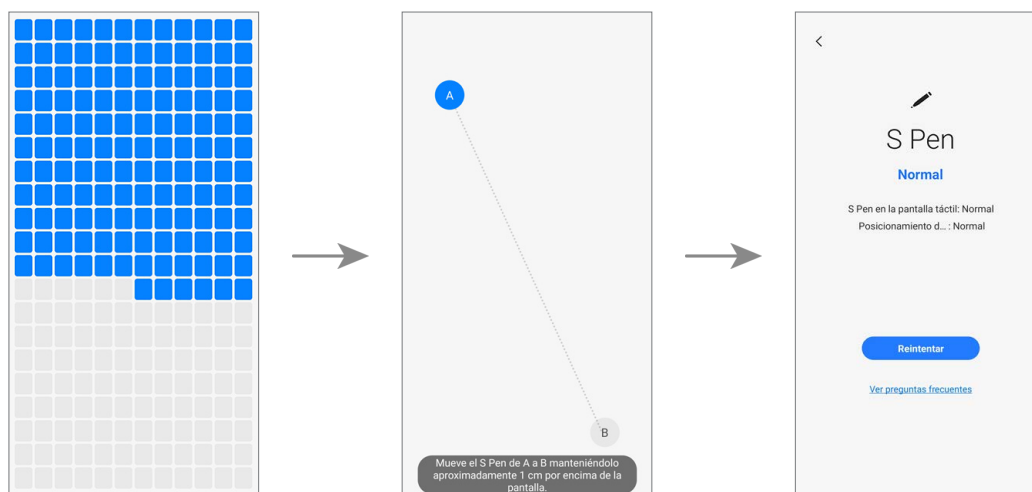 A
B
Mueve el S Pen de A a B manteniéndolo
aproximadamente 1 cm por encima de la
pantalla.
S Pen
Normal
S Pen en la pantalla táctil: Normal
Posicionamiento d... : Normal
Reintentar
Ver preguntas frecuentes